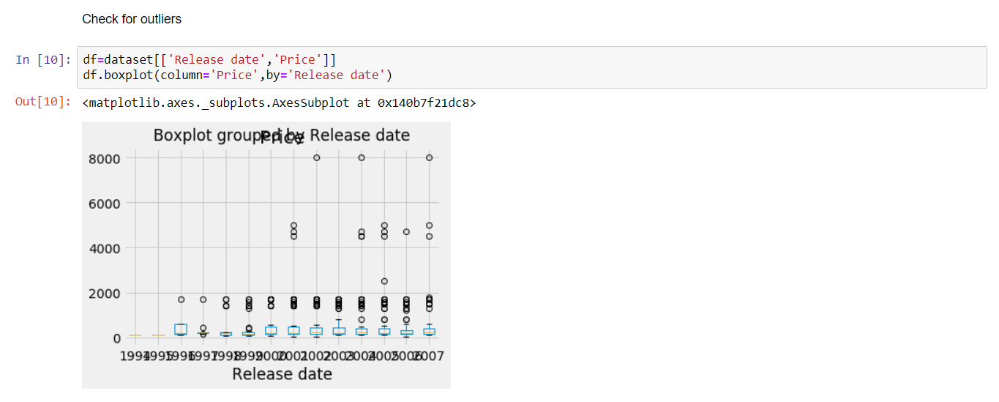 Check for outliers
In [10]: df=dataset[['Release date','Price']]
df.boxplot(column='Price',by='Release date')
Out[10]: <matplotlib.axes._subplots.AxesSubplot at 0x140b7f21dc8>
Boxplot grouped by Release date
Price
8000
6000
4000
2000
0
1994 1995 1996 1997 1998 1999 2000 2001 2002 2003 2004 2005 2006 2007
Release date